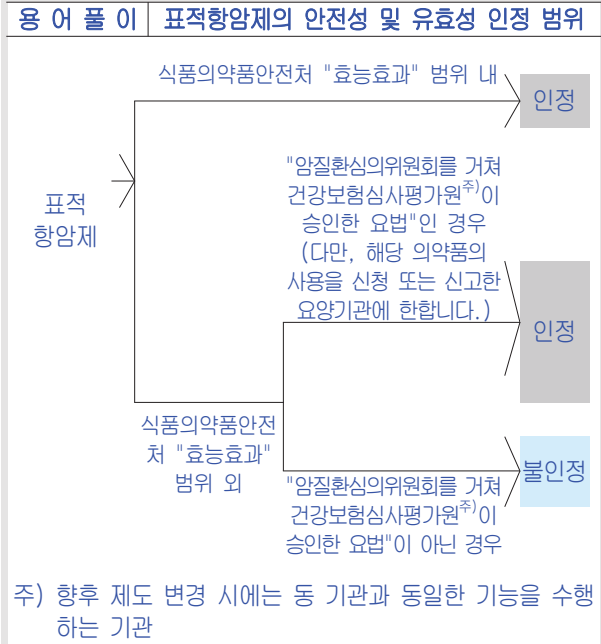 용 어 풀 이 표적항암제의 안전성 및 유효성 인정 범위
식품의약품안전처 "효능효과" 범위 내
인정
"암질환심의위원회를 거쳐
건강보험심사평가원주)이
승인한 요법"인 경우
(다만, 해당 의약품의
사용을 신청 또는 신고한
요양기관에 한합니다.)
인정
표적
항암제
식품의약품안전
처 "효능효과"
범위 외
"암질환심의위원회를 거쳐
건강보험심사평가원주)이
승인한 요법"이 아닌 경우
불인정
주) 향후 제도 변경 시에는 동 기관과 동일한 기능을 수행
하는 기관